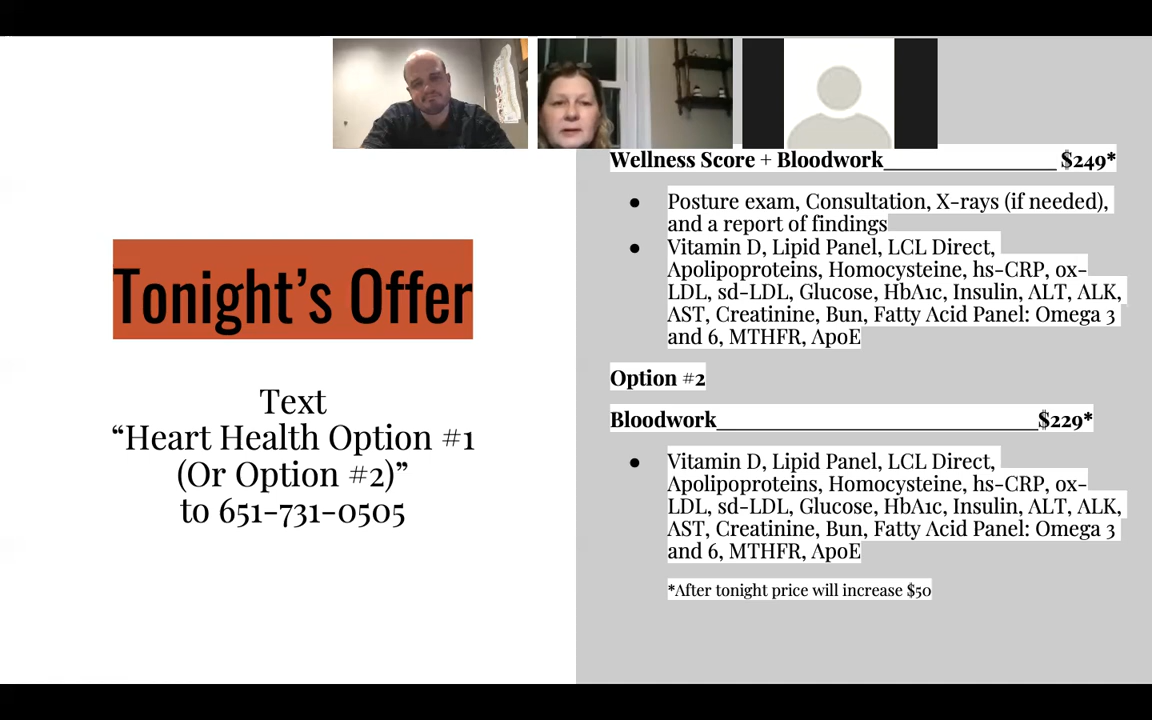 Tonight’s Offer
Text
“Heart Health Option #1
(Or Option #2)”
to 651-731-0505
Wellness Score + Bloodwork________________ $249*
● Posture exam, Consultation, X-rays (if needed),
and a report of findings
● Vitamin D, Lipid Panel, LCL Direct,
Apolipoproteins, Homocysteine, hs-CRP, ox-
LDL, sd-LDL, Glucose, HbA1c, Insulin, ALT, ALK,
AST, Creatinine, Bun, Fatty Acid Panel: Omega 3
and 6, MTHFR, ApoE
Option #2
Bloodwork______________________________$229*
● Vitamin D, Lipid Panel, LCL Direct,
Apolipoproteins, Homocysteine, hs-CRP, ox-
LDL, sd-LDL, Glucose, HbA1c, Insulin, ALT, ALK,
AST, Creatinine, Bun, Fatty Acid Panel: Omega 3
and 6, MTHFR, ApoE
*After tonight price will increase $50